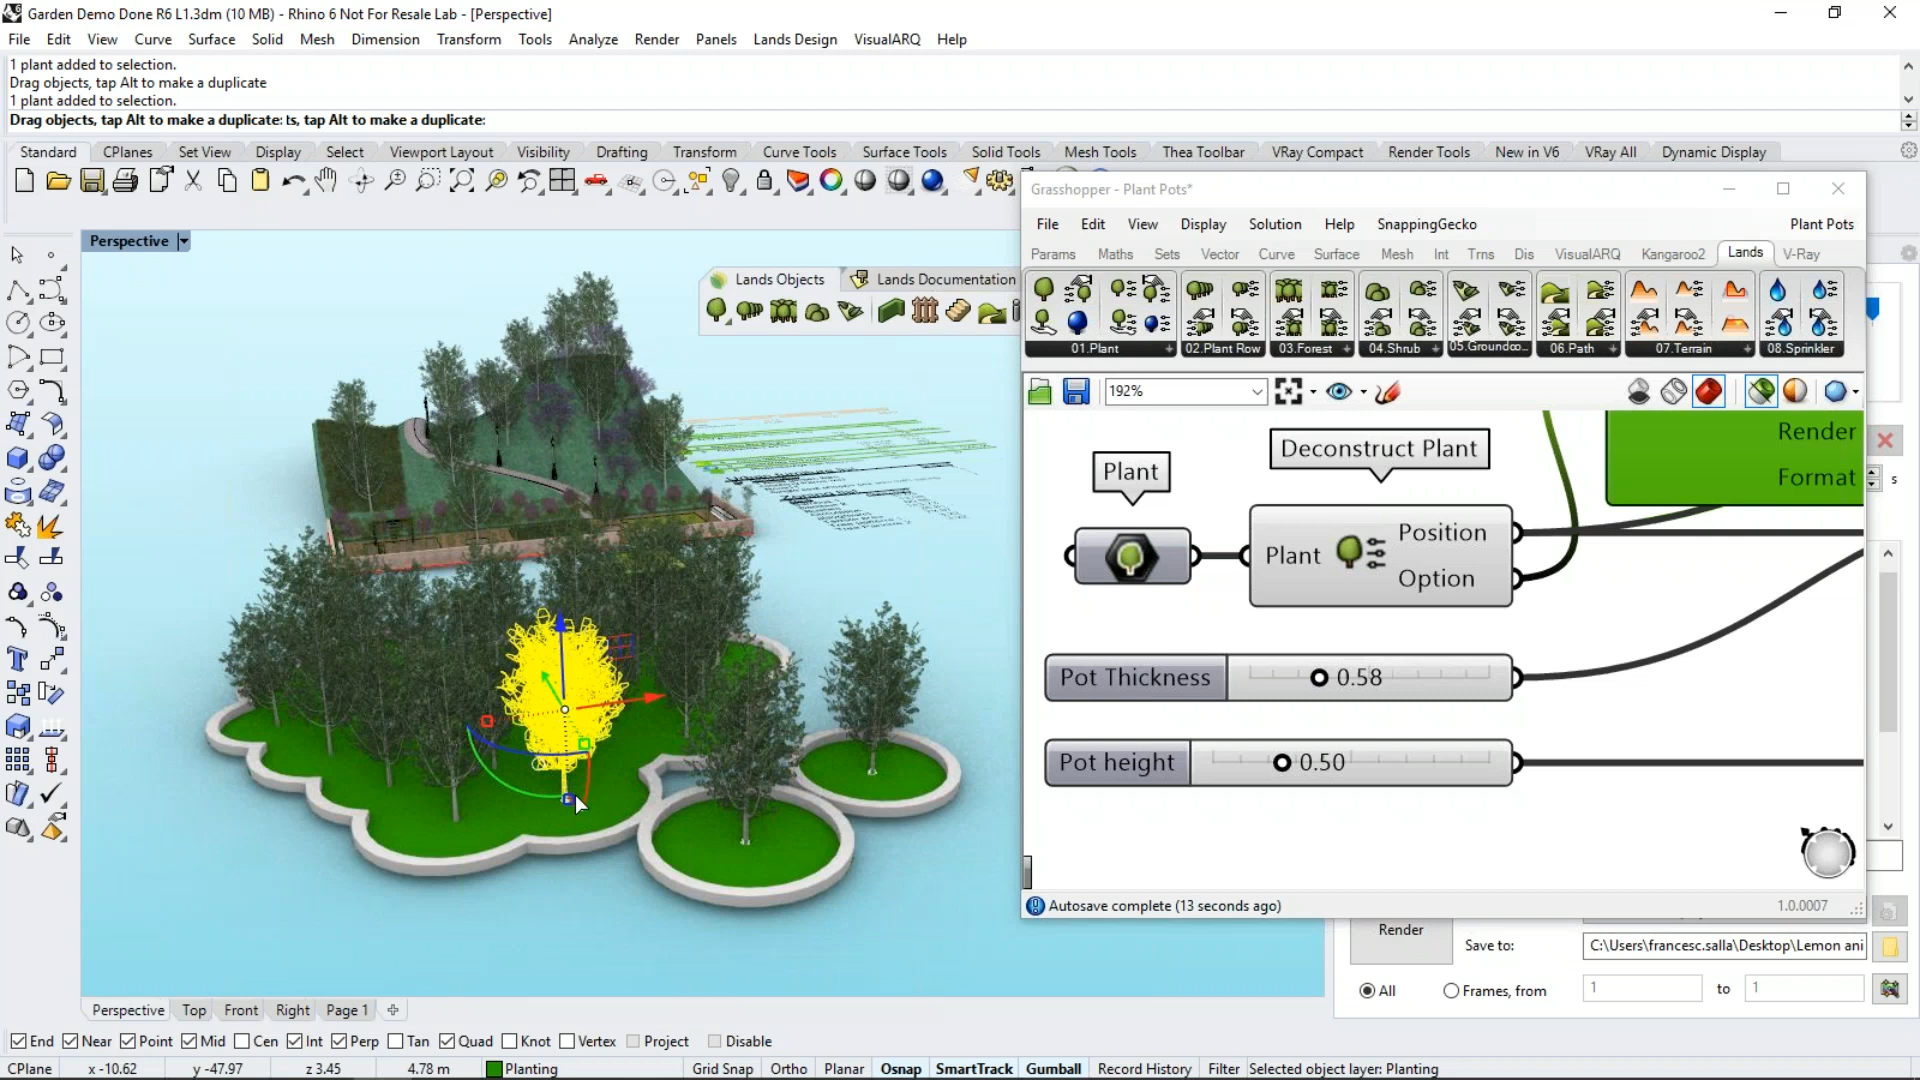 Garden Demo Done R6 L1.3dm (10 MB) - Rhino 6 Not For Resale Lab - [Perspective]
File Edit View Curve Surface Solid Mesh Dimension Transform Tools Analyze Render Panels Lands Design VisualARQ Help
1 plant added to selection.
Drag objects, tap Alt to make a duplicate
1 plant added to selection.
Drag objects, tap Alt to make a duplicate: ts, tap Alt to make a duplicate:
Standard CPlanes Set View Display Select Viewport Layout Visibility Drafting Transform Curve Tools Surface Tools Solid Tools Mesh Tools Thea Toolbar VRay Compact Render Tools New in V6 VRay All Dynamic Display
Perspective
Lands Objects Lands Documentation
Grasshopper - Plant Pots*
File Edit View Display Solution Help SnappingGecko Plant Pots
Params Maths Sets Vector Curve Surface Mesh Int Trns Dis VisualARQ Kangaroo2 Lands V-Ray
01.Plant 02.Plant Row 03.Forest 04.Shrub 05.Groundco... 06.Path 07.Terrain 08.Sprinkler
192%
Render
Format
Plant
Deconstruct Plant
Plant
Position
Option
Pot Thickness 0.58
Pot height 0.50
s
Autosave complete (13 seconds ago) 1.0.0007
Render
Save to: C:\Users\francesc.salla\Desktop\Lemon ani
All Frames, from 1 to 1
Perspective Top Front Right Page 1
End Near Point Mid Cen Int Perp Tan Quad Knot Vertex Project Disable
CPlane x -10.62 y -47.97 z 3.45 4.78 m Planting Grid Snap Ortho Planar Osnap SmartTrack Gumball Record History Filter Selected object layer: Planting